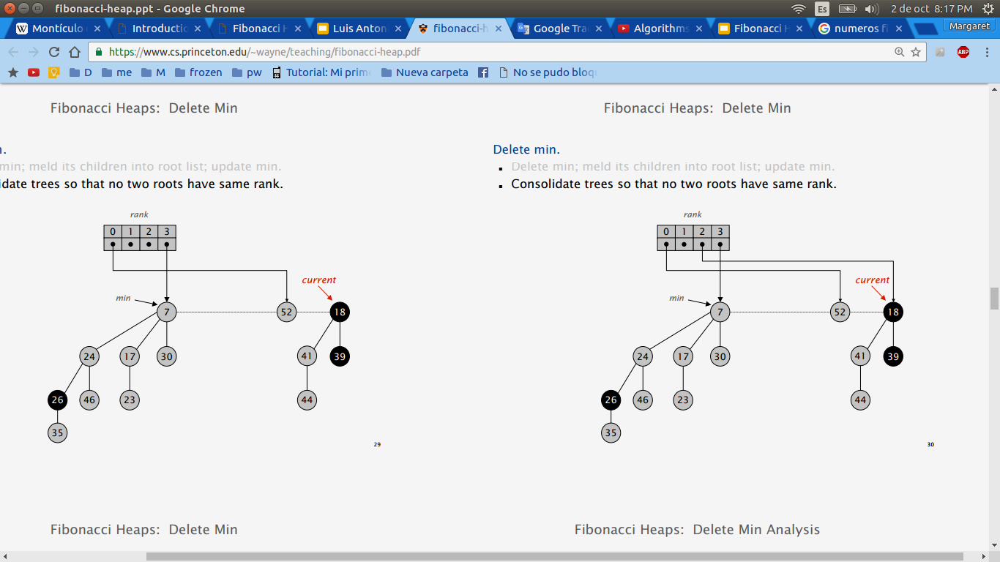 fibonacci-heap.ppt - Google Chrome
Es
2 de oct 8:17 PM
W Montículo
Introductio
Fibonacci H
Luis Anton
fibonacci-h
Google Tra
Algorithms
Fibonacci H
numeros fi
Margaret
https://www.cs.princeton.edu/~wayne/teaching/fibonacci-heap.pdf
ABP
D
me
M
frozen
pw
Tutorial: Mi prim
Nueva carpeta
No se pudo bloqu
Fibonacci Heaps: Delete Min
n.
min; meld its children into root list; update min.
idate trees so that no two roots have same rank.
rank
0 1 2 3
current
min
7 52 18
24 17 30 41 39
26 46 23 44
35
29
Fibonacci Heaps: Delete Min
Delete min.
Delete min; meld its children into root list; update min.
Consolidate trees so that no two roots have same rank.
rank
0 1 2 3
current
min
7 52 18
24 17 30 41 39
26 46 23 44
35
30
Fibonacci Heaps: Delete Min
Fibonacci Heaps: Delete Min Analysis